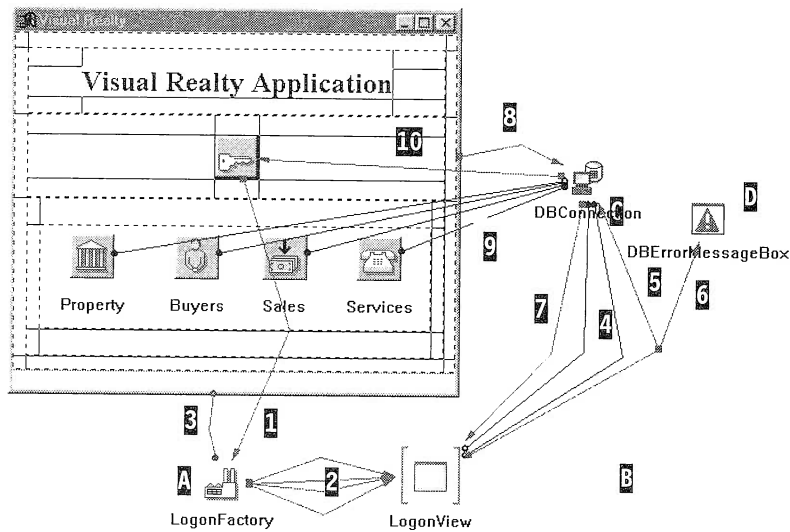 Visual Realty
Visual Realty Application
10
8
C
D
DBConnection
DBErrorMessageBox
9
5
6
7
4
Property
Buyers
Sales
Services
3
1
A
2
B
LogonFactory
LogonView